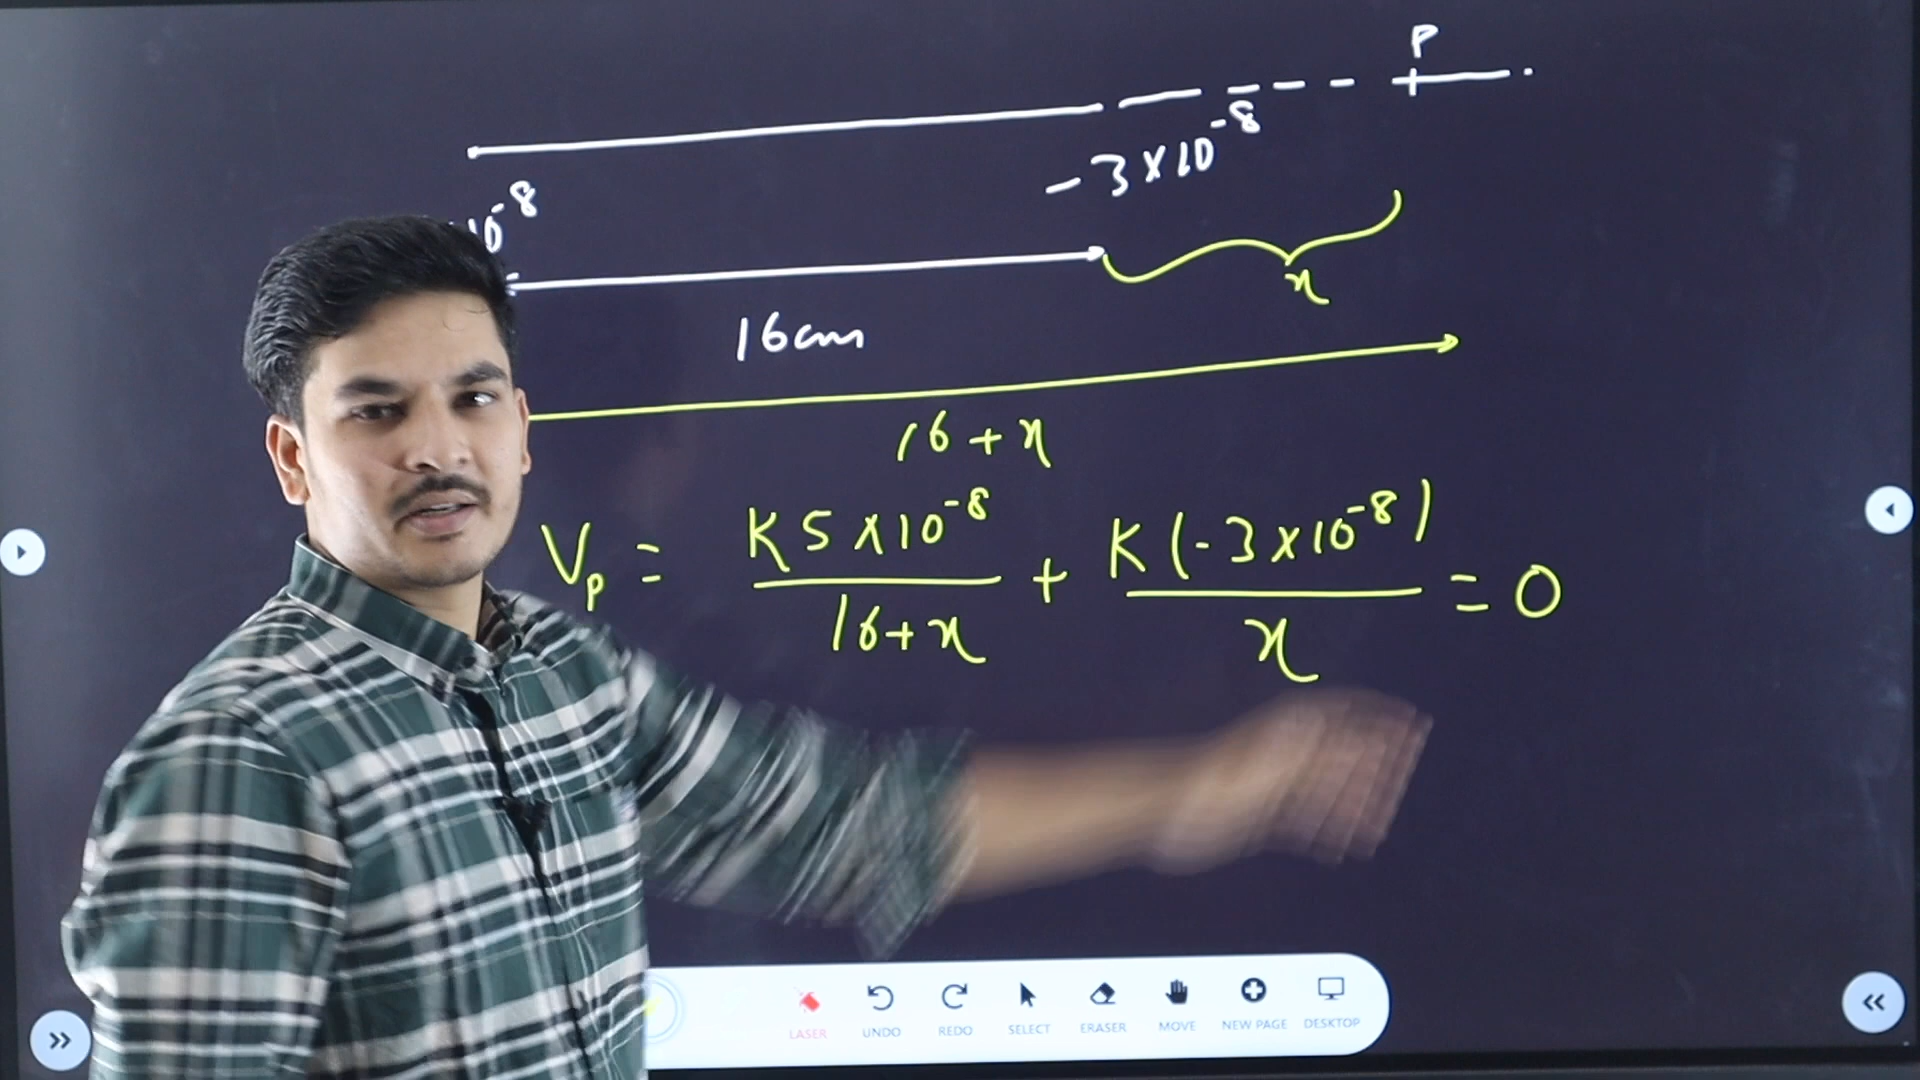 P
-3×10⁻⁸
10⁻⁸
x
16cm
16+x
Vₚ = K5×10⁻⁸/16+x + K(-3×10⁻⁸)/x = 0
LASER UNDO REDO SELECT ERASER MOVE NEW PAGE DESKTOP